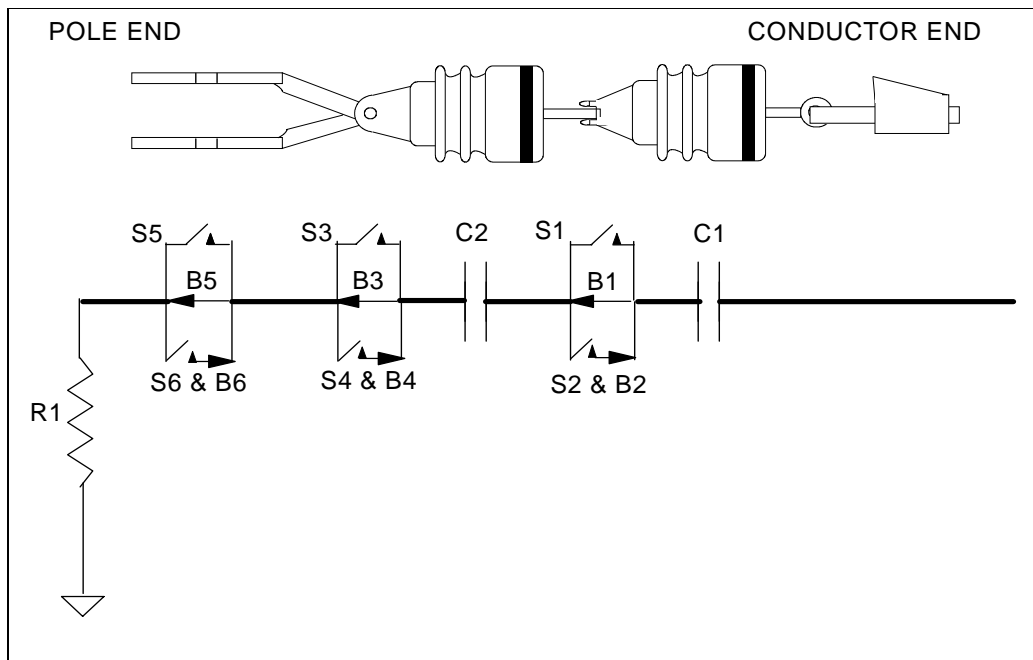 POLE END
CONDUCTOR END
S5
S3
C2
S1
C1
B5
B3
B1
S6 & B6
S4 & B4
S2 & B2
R1